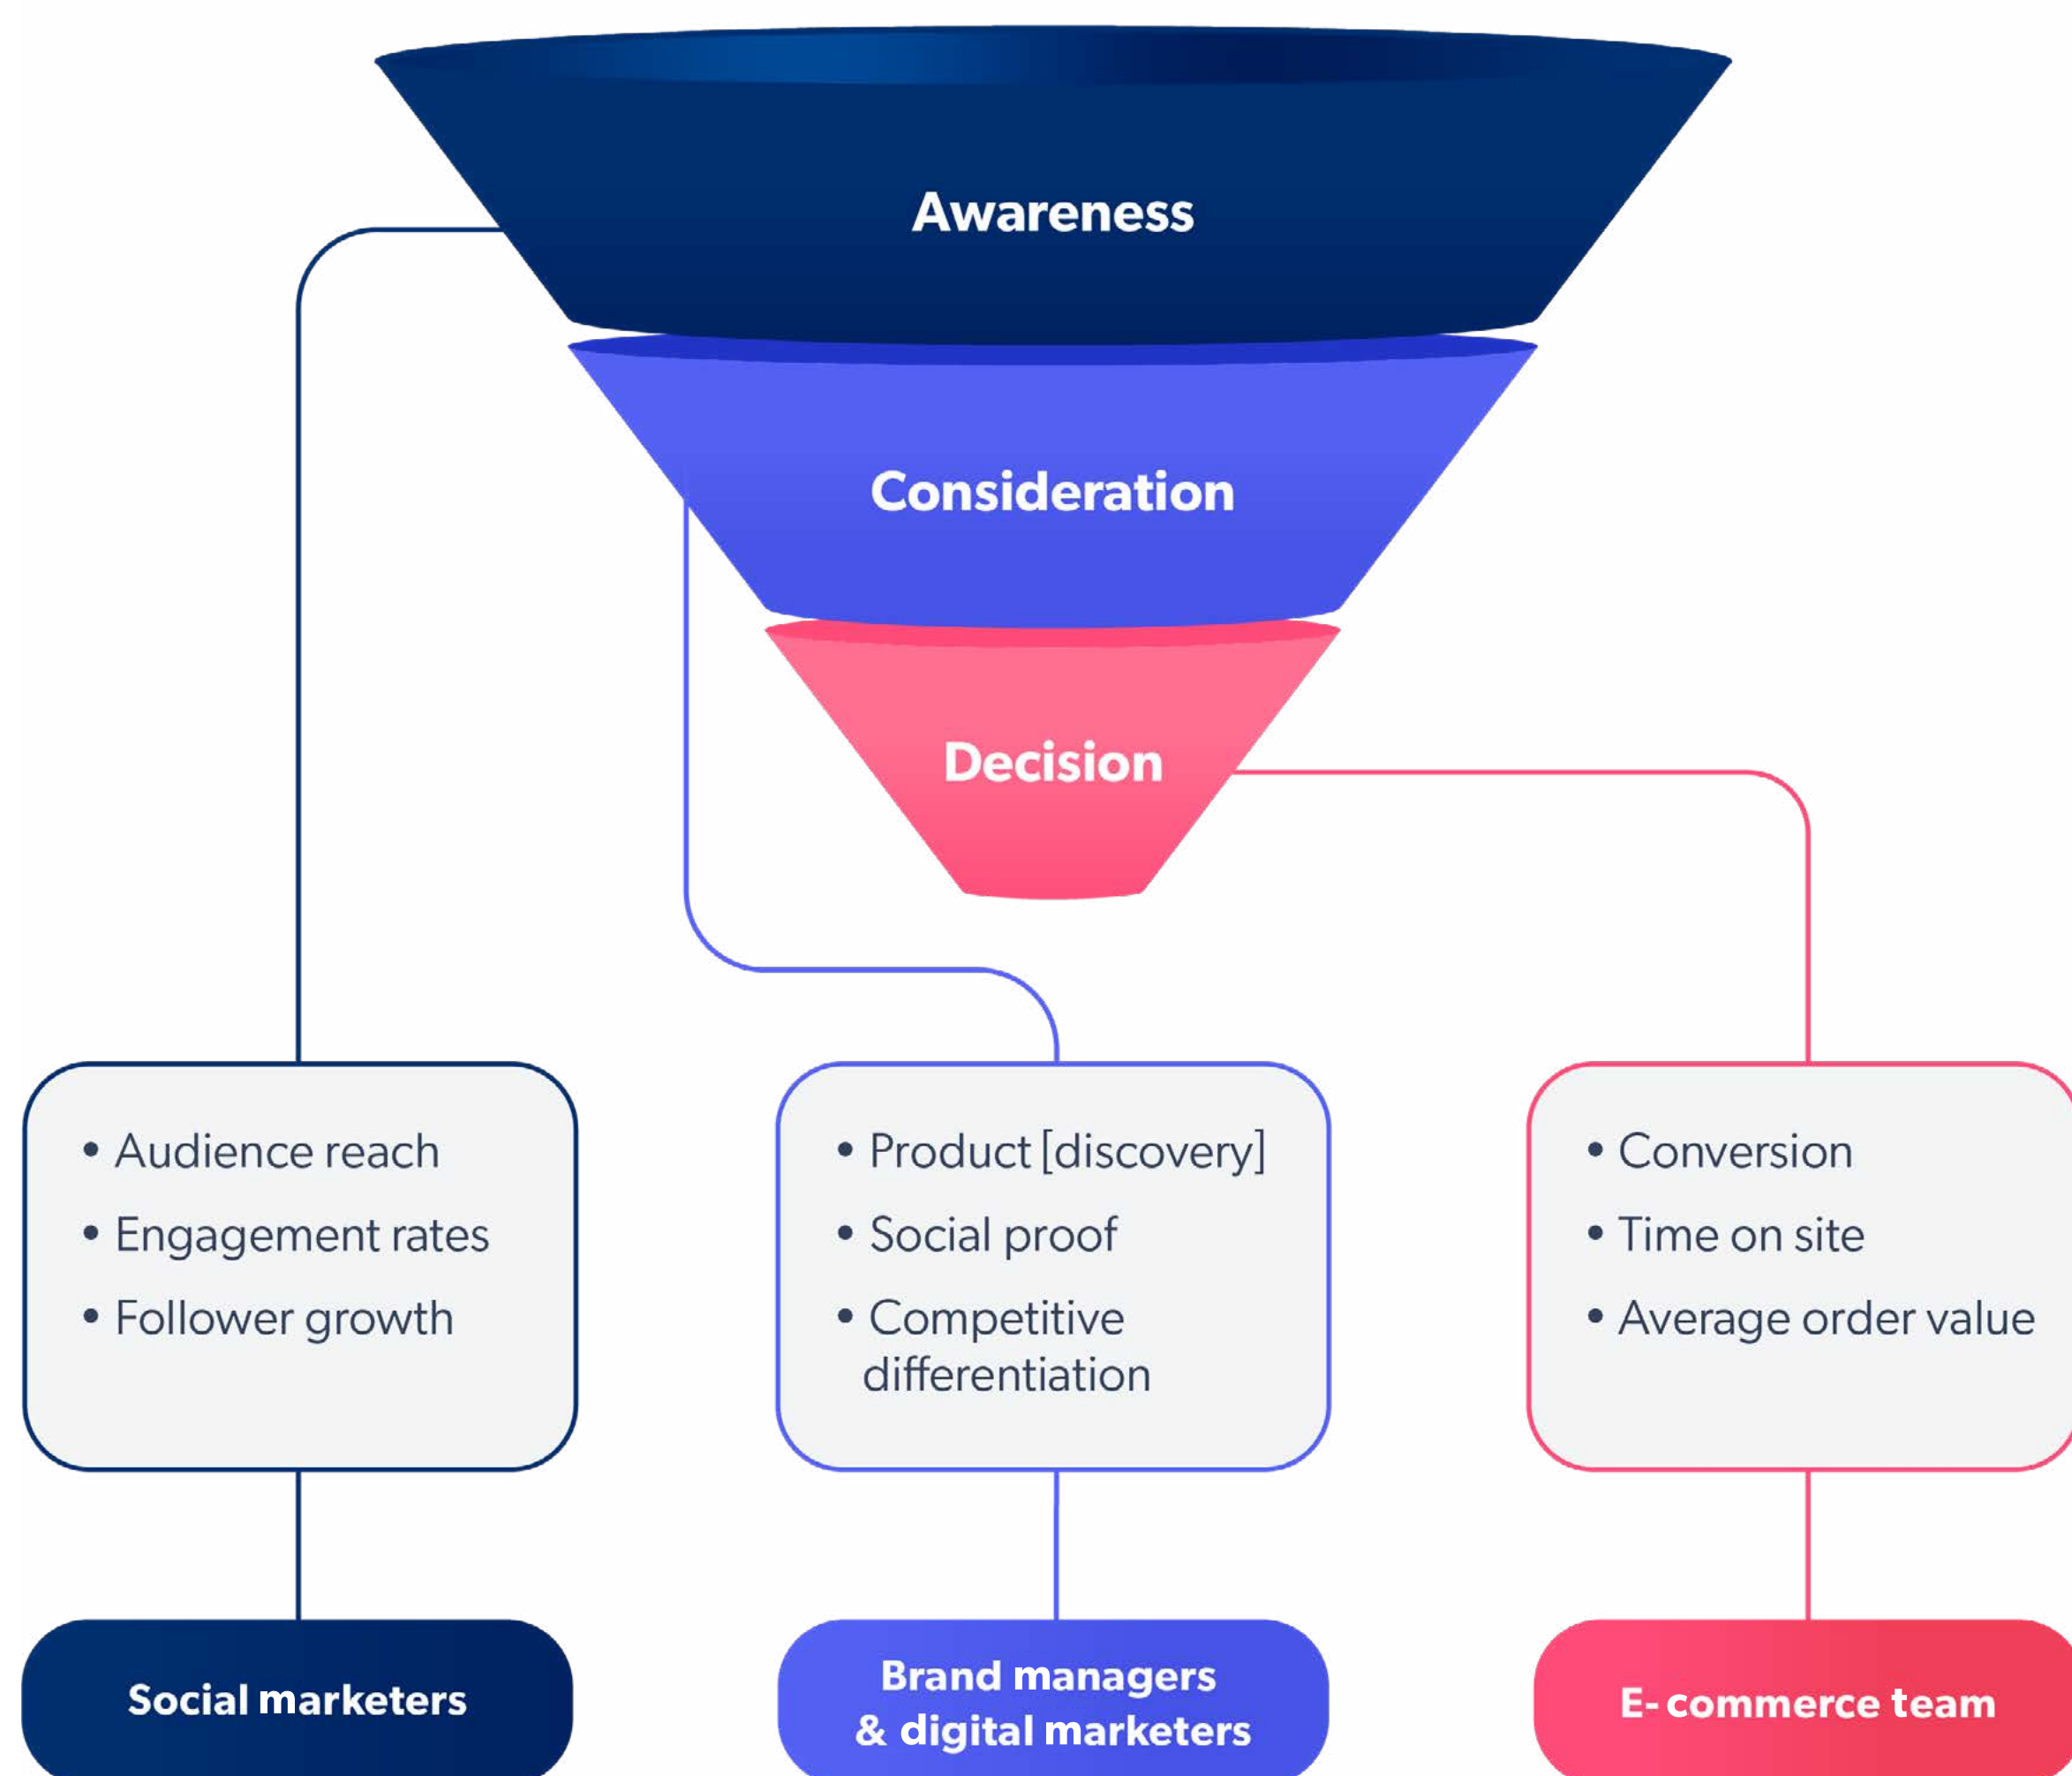 Awareness
Consideration
Decision
• Audience reach
• Engagement rates
• Follower growth
• Product [discovery]
• Social proof
• Competitive
differentiation
• Conversion
• Time on site
• Average order value
Social marketers
Brand managers
& digital marketers
E-commerce team